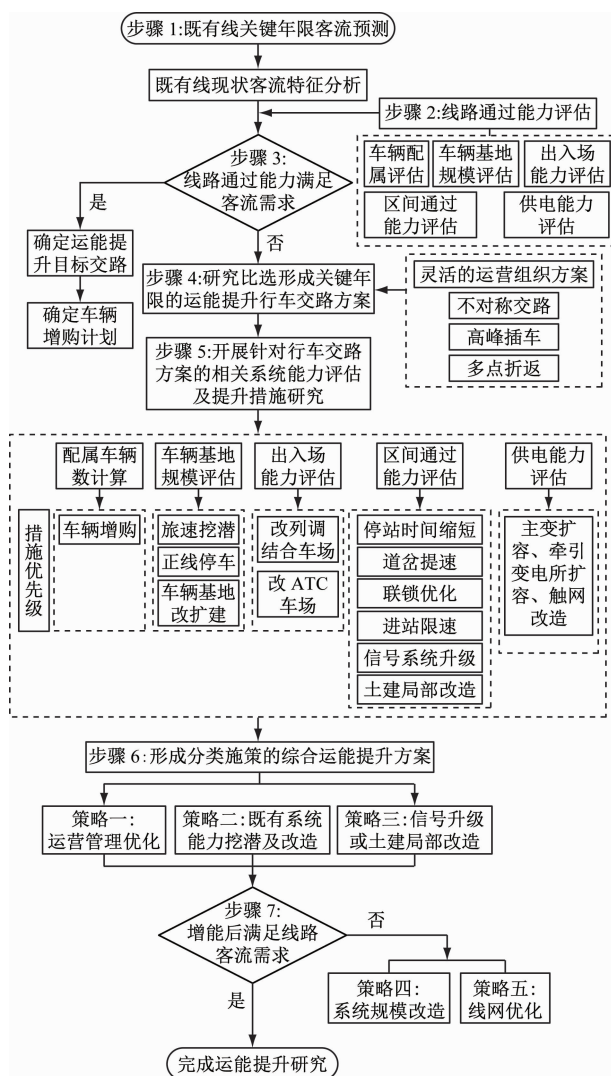 步骤 1:既有线关键年限客流预测
既有线现状客流特征分析
步骤 2:线路通过能力评估
车辆配
属评估
车辆基地
规模评估
出入场
能力评估
区间通过
能力评估
供电能力
评估
步骤 3:
线路通过能力满足
客流需求
是
否
确定运能提
升目标交路
确定车辆
增购计划
步骤 4:研究比选形成关键年
限的运能提升行车交路方案
灵活的运营组织方案
不对称交路
高峰插车
多点折返
步骤 5:开展针对行车交路
方案的相关系统能力评估
及提升措施研究
配属车辆
数计算
车辆基地
规模评估
出入场
能力评估
区间通过
能力评估
供电能力
评估
措施优先级
车辆增购
旅速挖潜
正线停车
车辆基地
改扩建
改列调
结合车场
改 ATC
车场
停站时间缩短
道岔提速
联锁优化
进站限速
信号系统升级
土建局部改造
主变扩
容、牵引
变电所扩
容、触网
改造
步骤 6:形成分类施策的综合运能提升方案
策略一:
运营管理优化
策略二:既有系统
能力挖潜及改造
策略三:信号升级
或土建局部改造
步骤 7:
增能后满足线路
客流需求
否
是
策略四:
系统规模改造
策略五:
线网优化
完成运能提升研究